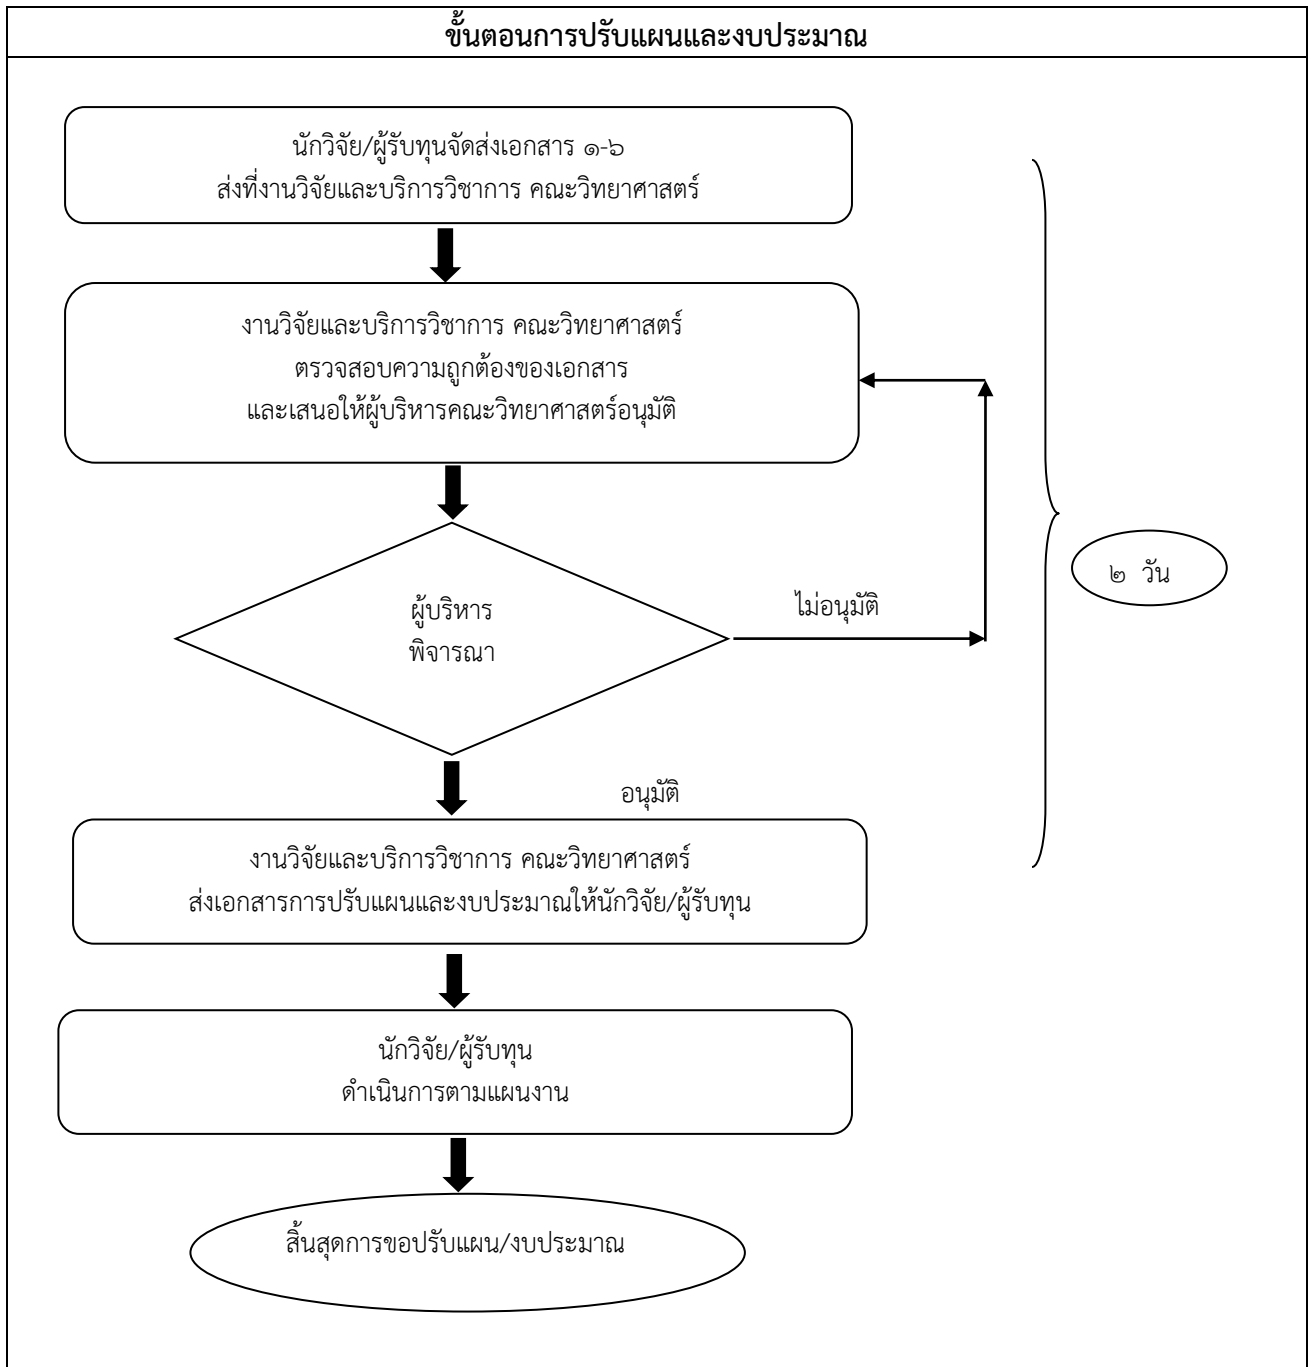 ขั้นตอนการปรับแผนและงบประมาณ
นักวิจัย/ผู้รับทุนจัดส่งเอกสาร ๑-๖
ส่งที่งานวิจัยและบริการวิชาการ คณะวิทยาศาสตร์
งานวิจัยและบริการวิชาการ คณะวิทยาศาสตร์
ตรวจสอบความถูกต้องของเอกสาร
และเสนอให้ผู้บริหารคณะวิทยาศาสตร์อนุมัติ
ผู้บริหาร
พิจารณา
ไม่อนุมัติ
๒ วัน
อนุมัติ
งานวิจัยและบริการวิชาการ คณะวิทยาศาสตร์
ส่งเอกสารการปรับแผนและงบประมาณให้นักวิจัย/ผู้รับทุน
นักวิจัย/ผู้รับทุน
ดำเนินการตามแผนงาน
สิ้นสุดการขอปรับแผน/งบประมาณ